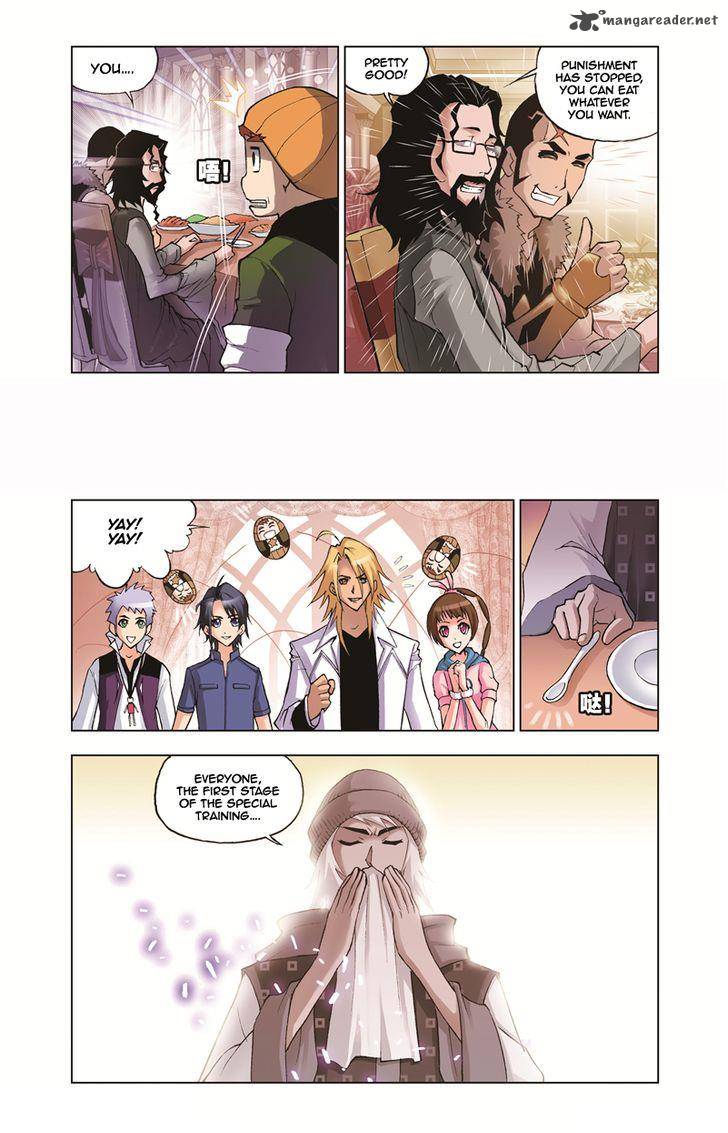 mangareader.net
YOU....
唔!
PRETTY
GOOD!
PUNISHMENT
HAS STOPPED,
YOU CAN EAT
WHATEVER
YOU WANT.
YAY!
YAY!
哒!
EVERYONE,
THE FIRST STAGE
OF THE SPECIAL
TRAINING....